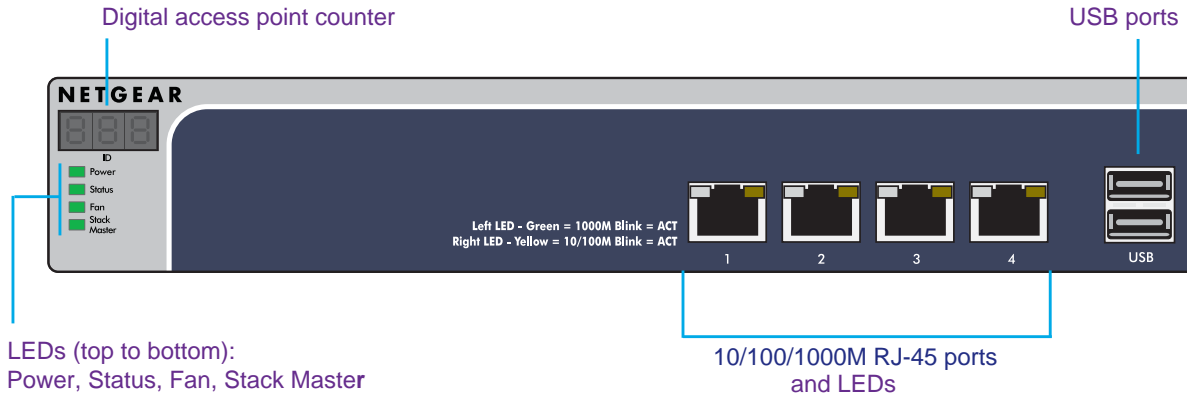 Digital access point counter
USB ports
NETGEAR
ID
Power
Status
Fan
Stack
Master
Left LED - Green = 1000M Blink = ACT
Right LED - Yellow = 10/100M Blink = ACT
1 2 3 4
USB
LEDs (top to bottom):
Power, Status, Fan, Stack Master
10/100/1000M RJ-45 ports
and LEDs